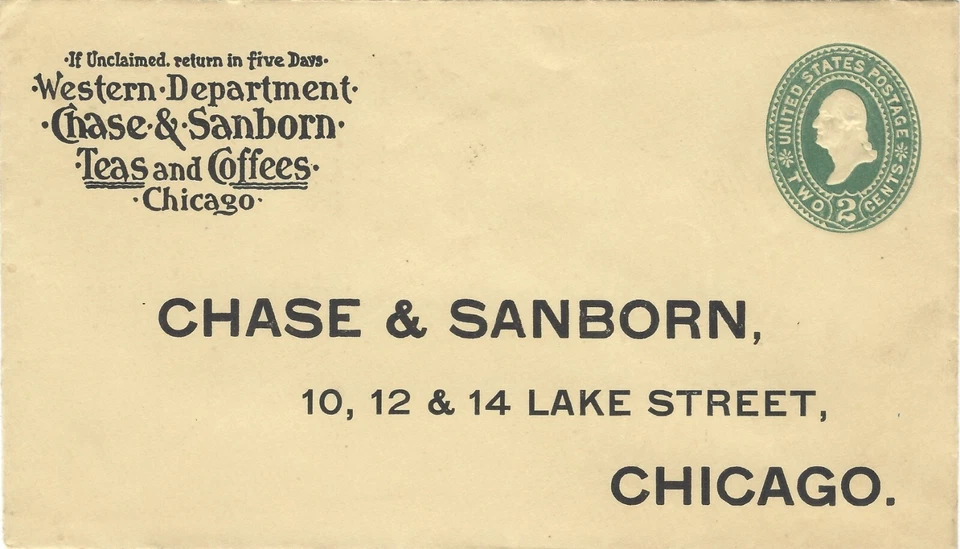 ·If Unclaimed. return in five Days·
·Western·Department·
·Chase·&·Sanborn·
·Teas and Coffees·
·Chicago·
UNITED STATES POSTAGE
TWO 2 CENTS
CHASE & SANBORN,
10, 12 & 14 LAKE STREET,
CHICAGO.